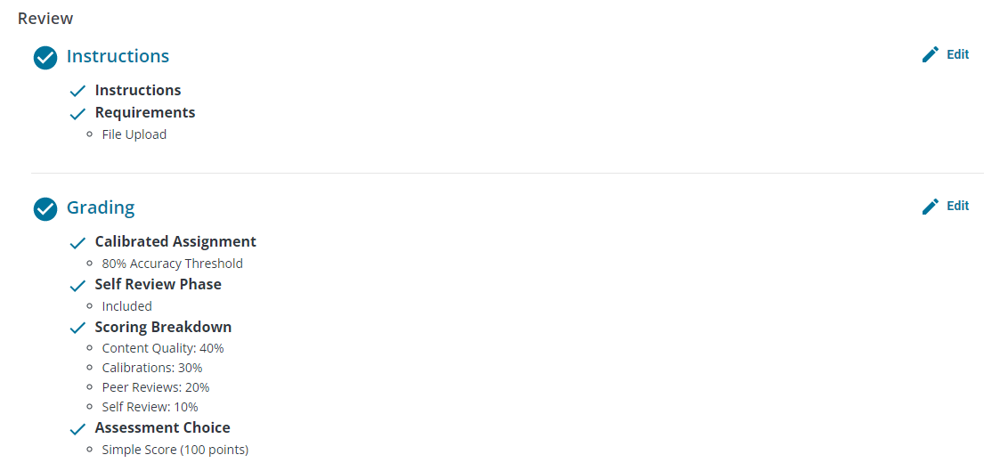 Review
Instructions
Edit
Instructions
Requirements
File Upload
Grading
Edit
Calibrated Assignment
80% Accuracy Threshold
Self Review Phase
Included
Scoring Breakdown
Content Quality: 40%
Calibrations: 30%
Peer Reviews: 20%
Self Review: 10%
Assessment Choice
Simple Score (100 points)